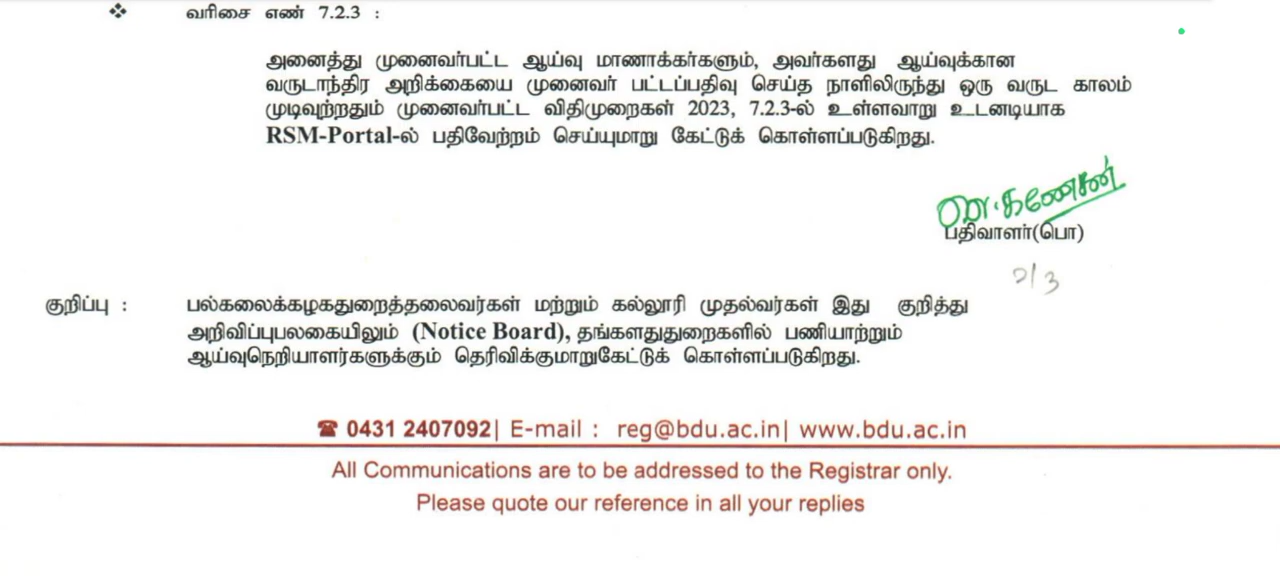 ❖ வரிசை எண் 7.2.3 :
அனைத்து முனைவர்பட்ட ஆய்வு மாணாக்கர்களும், அவர்களது ஆய்வுக்கான
வருடாந்திர அறிக்கையை முனைவர் பட்டப்பதிவு செய்த நாளிலிருந்து ஒரு வருட காலம்
முடிவுற்றதும் முனைவர்பட்ட விதிமுறைகள் 2023, 7.2.3-ல் உள்ளவாறு உடனடியாக
RSM-Portal-ல் பதிவேற்றம் செய்யுமாறு கேட்டுக் கொள்ளப்படுகிறது.
கணேசன்
பதிவாளர்(பொ)
குறிப்பு : பல்கலைக்கழகதுறைத்தலைவர்கள் மற்றும் கல்லூரி முதல்வர்கள் இது குறித்து
அறிவிப்புபலகையிலும் (Notice Board), தங்களதுதுறைகளில் பணியாற்றும்
ஆய்வுநெறியாளர்களுக்கும் தெரிவிக்குமாறுகேட்டுக் கொள்ளப்படுகிறது.
☎ 0431 2407092| E-mail : reg@bdu.ac.in| www.bdu.ac.in
All Communications are to be addressed to the Registrar only.
Please quote our reference in all your replies